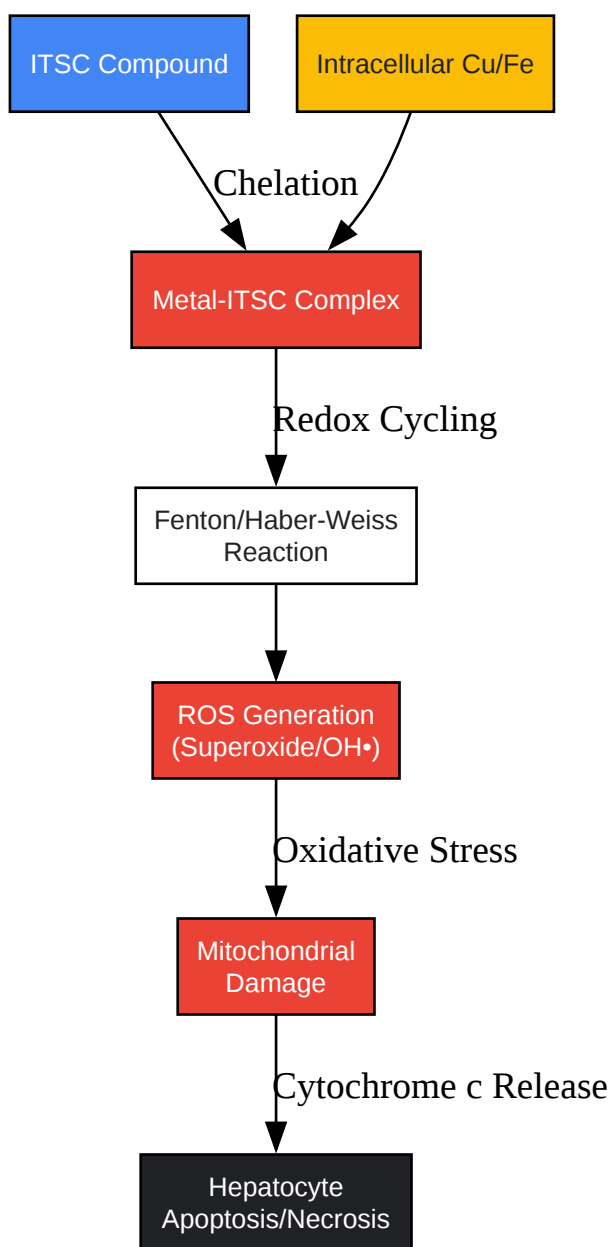 ITSC Compound
Intracellular Cu/Fe
Chelation
Metal-ITSC Complex
Redox Cycling
Fenton/Haber-Weiss
Reaction
ROS Generation
(Superoxide/OH•)
Oxidative Stress
Mitochondrial
Damage
Cytochrome c Release
Hepatocyte
Apoptosis/Necrosis